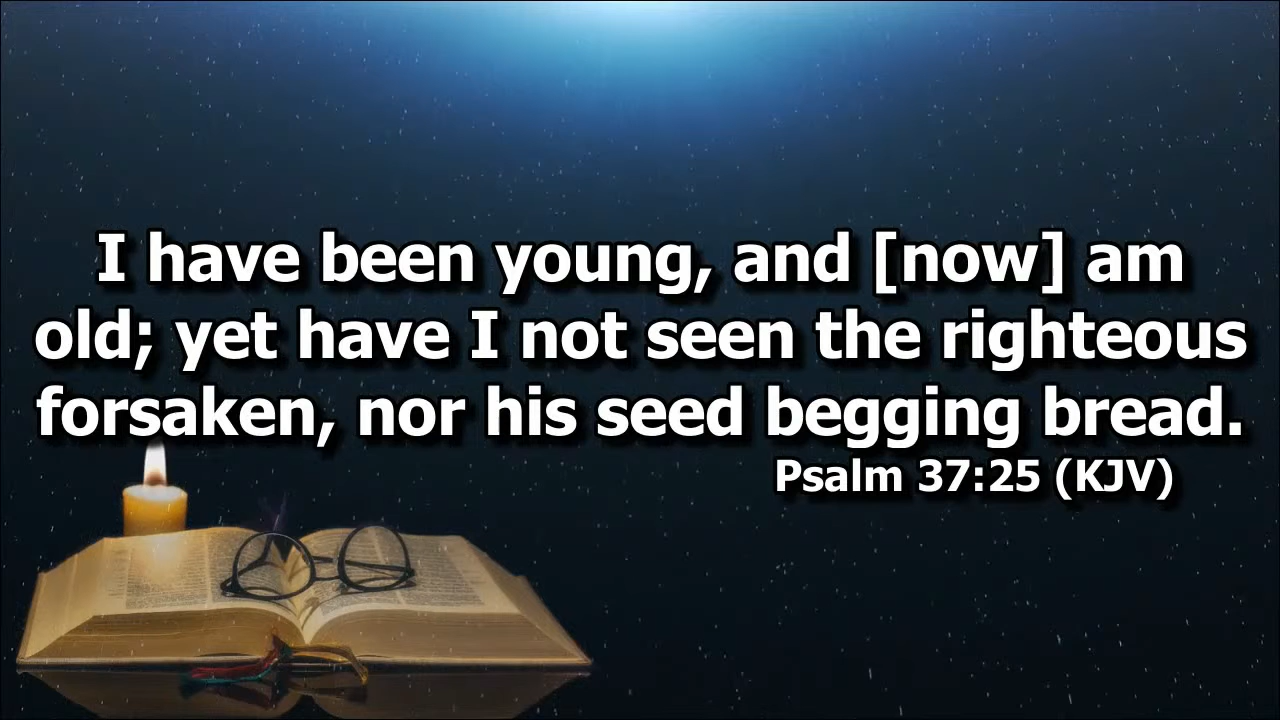 I have been young, and [now] am
old; yet have I not seen the righteous
forsaken, nor his seed begging bread.
Psalm 37:25 (KJV)